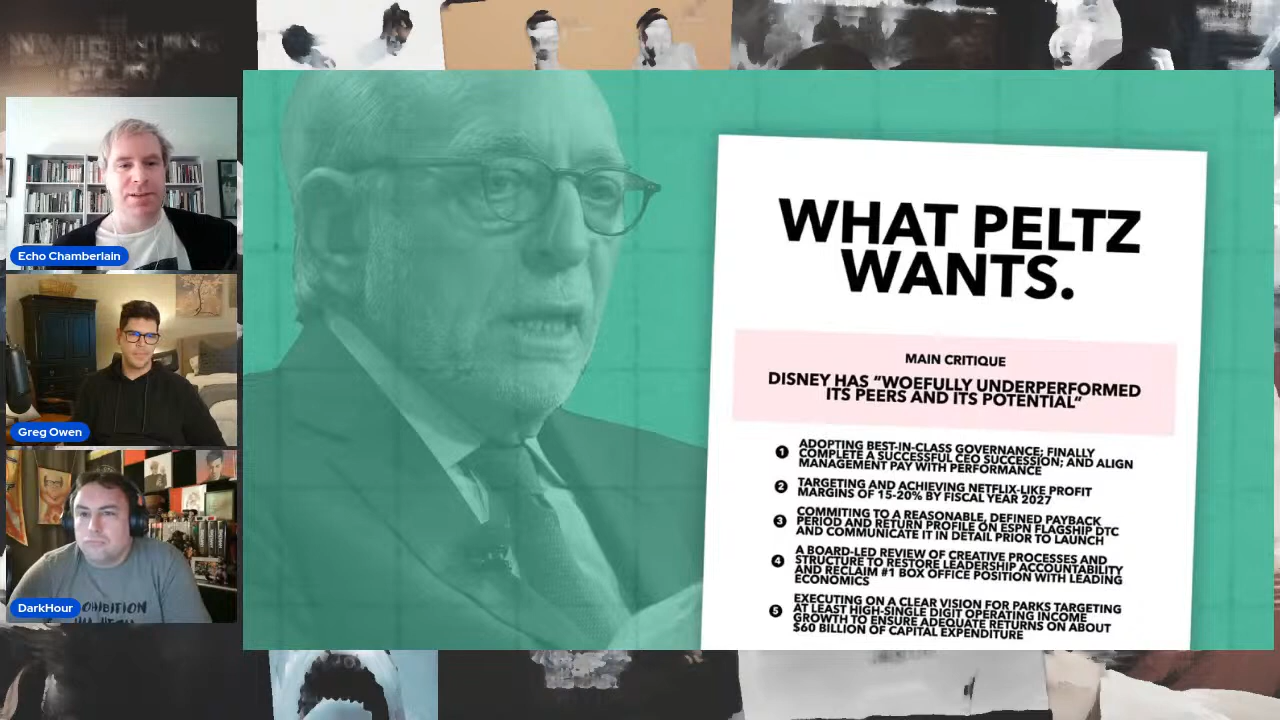 Echo Chamberlain
Greg Owen
DarkHour
WHAT PELTZ
WANTS.
MAIN CRITIQUE
DISNEY HAS “WOEFULLY UNDERPERFORMED
ITS PEERS AND ITS POTENTIAL“
1 ADOPTING BEST-IN-CLASS GOVERNANCE; FINALLY
COMPLETE A SUCCESSFUL CEO SUCCESSION; AND ALIGN
MANAGEMENT PAY WITH PERFORMANCE
2 TARGETING AND ACHIEVING NETFLIX-LIKE PROFIT
MARGINS OF 15-20% BY FISCAL YEAR 2027
3 COMMITING TO A REASONABLE, DEFINED PAYBACK
PERIOD AND RETURN PROFILE ON ESPN FLAGSHIP DTC
AND COMMUNICATE IT IN DETAIL PRIOR TO LAUNCH
4 A BOARD-LED REVIEW OF CREATIVE PROCESSES AND
STRUCTURE TO RESTORE LEADERSHIP ACCOUNTABILITY
AND RECLAIM #1 BOX OFFICE POSITION WITH LEADING
ECONOMICS
5 EXECUTING ON A CLEAR VISION FOR PARKS TARGETING
AT LEAST HIGH-SINGLE DIGIT OPERATING INCOME
GROWTH TO ENSURE ADEQUATE RETURNS ON ABOUT
$60 BILLION OF CAPITAL EXPENDITURE